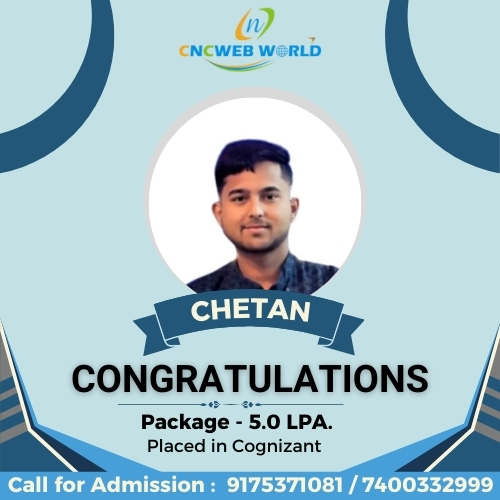 CNCWEB WORLD
CHETAN
CONGRATULATIONS
Package - 5.0 LPA.
Placed in Cognizant
Call for Admission : 9175371081 / 7400332999